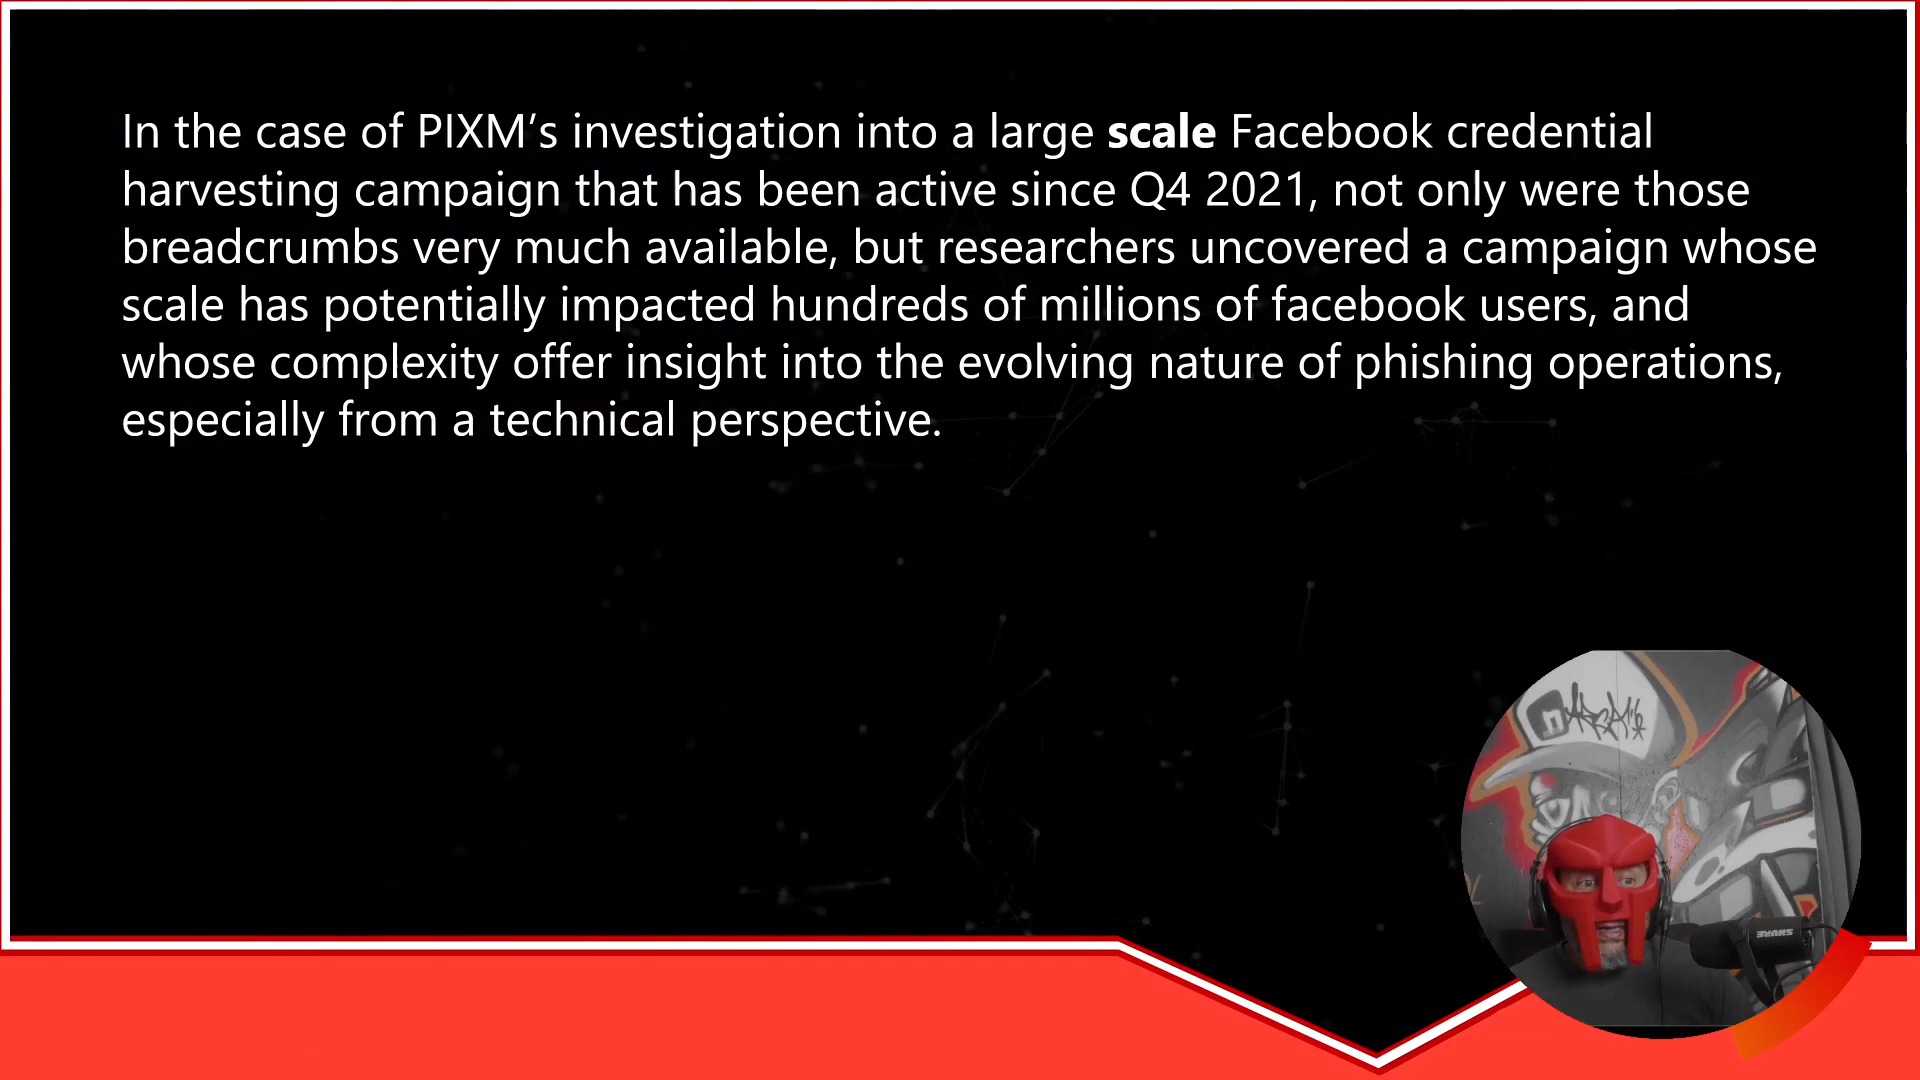 In the case of PIXM’s investigation into a large scale Facebook credential
harvesting campaign that has been active since Q4 2021, not only were those
breadcrumbs very much available, but researchers uncovered a campaign whose
scale has potentially impacted hundreds of millions of facebook users, and
whose complexity offer insight into the evolving nature of phishing operations,
especially from a technical perspective.
SHURE